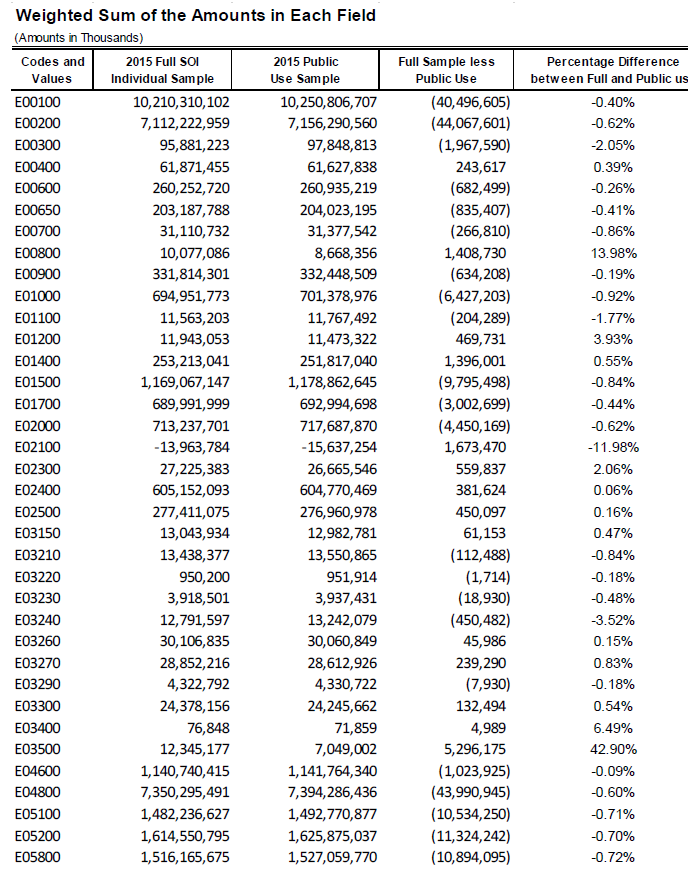 Weighted Sum of the Amounts in Each Field
(Amounts in Thousands)
Codes and Values 2015 Full SOI Individual Sample 2015 Public Use Sample Full Sample less Public Use Percentage Difference between Full and Public us
E00100 10,210,310,102 10,250,806,707 (40,496,605) -0.40%
E00200 7,112,222,959 7,156,290,560 (44,067,601) -0.62%
E00300 95,881,223 97,848,813 (1,967,590) -2.05%
E00400 61,871,455 61,627,838 243,617 0.39%
E00600 260,252,720 260,935,219 (682,499) -0.26%
E00650 203,187,788 204,023,195 (835,407) -0.41%
E00700 31,110,732 31,377,542 (266,810) -0.86%
E00800 10,077,086 8,668,356 1,408,730 13.98%
E00900 331,814,301 332,448,509 (634,208) -0.19%
E01000 694,951,773 701,378,976 (6,427,203) -0.92%
E01100 11,563,203 11,767,492 (204,289) -1.77%
E01200 11,943,053 11,473,322 469,731 3.93%
E01400 253,213,041 251,817,040 1,396,001 0.55%
E01500 1,169,067,147 1,178,862,645 (9,795,498) -0.84%
E01700 689,991,999 692,994,698 (3,002,699) -0.44%
E02000 713,237,701 717,687,870 (4,450,169) -0.62%
E02100 -13,963,784 -15,637,254 1,673,470 -11.98%
E02300 27,225,383 26,665,546 559,837 2.06%
E02400 605,152,093 604,770,469 381,624 0.06%
E02500 277,411,075 276,960,978 450,097 0.16%
E03150 13,043,934 12,982,781 61,153 0.47%
E03210 13,438,377 13,550,865 (112,488) -0.84%
E03220 950,200 951,914 (1,714) -0.18%
E03230 3,918,501 3,937,431 (18,930) -0.48%
E03240 12,791,597 13,242,079 (450,482) -3.52%
E03260 30,106,835 30,060,849 45,986 0.15%
E03270 28,852,216 28,612,926 239,290 0.83%
E03290 4,322,792 4,330,722 (7,930) -0.18%
E03300 24,378,156 24,245,662 132,494 0.54%
E03400 76,848 71,859 4,989 6.49%
E03500 12,345,177 7,049,002 5,296,175 42.90%
E04600 1,140,740,415 1,141,764,340 (1,023,925) -0.09%
E04800 7,350,295,491 7,394,286,436 (43,990,945) -0.60%
E05100 1,482,236,627 1,492,770,877 (10,534,250) -0.71%
E05200 1,614,550,795 1,625,875,037 (11,324,242) -0.70%
E05800 1,516,165,675 1,527,059,770 (10,894,095) -0.72%